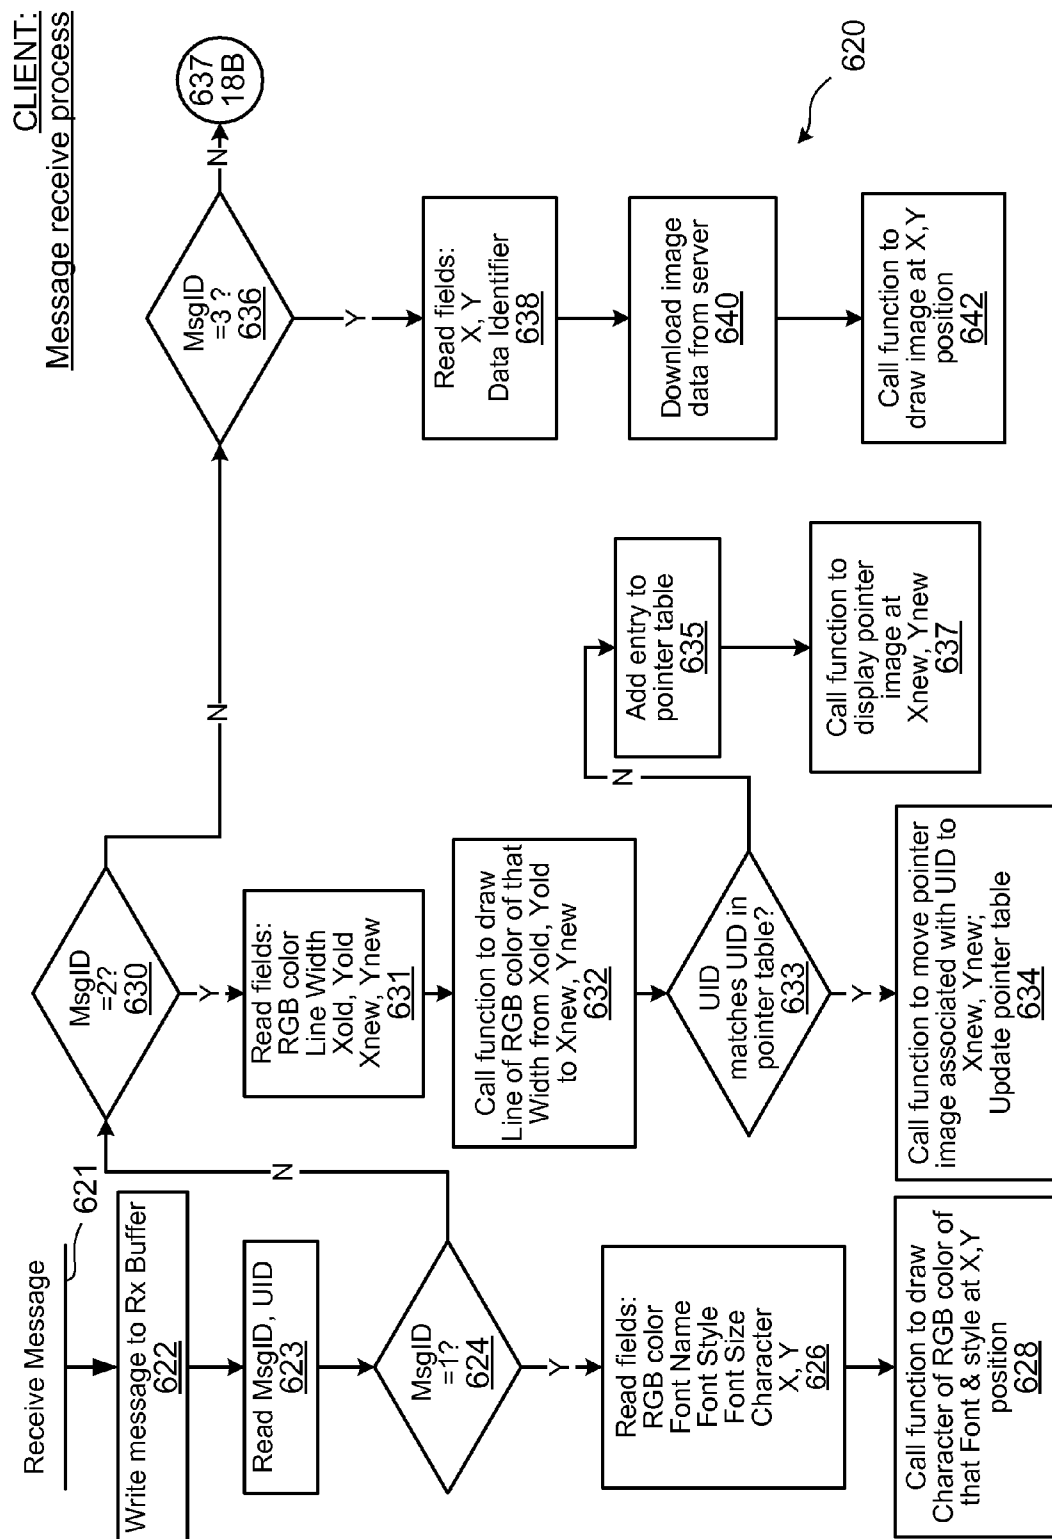 CLIENT:
Message receive process
Receive Message
621
Write message to Rx Buffer
622
Read MsgID, UID
623
MsgID
=1?
624
N
Y
Read fields:
RGB color
Font Name
Font Style
Font Size
Character
X, Y
626
Call function to draw
Character of RGB color of
that Font & style at X,Y
position
628
MsgID
=2?
630
N
Y
Read fields:
RGB color
Line Width
Xold, Yold
Xnew, Ynew
631
Call function to draw
Line of RGB color of that
Width from Xold, Yold
to Xnew, Ynew
632
UID
matches UID in
pointer table?
633
N
Y
Call function to move pointer
image associated with UID to
Xnew, Ynew;
Update pointer table
634
Add entry to
pointer table
635
Call function to
display pointer
image at
Xnew, Ynew
637
MsgID
=3 ?
636
N
637
18B
Y
Read fields:
X, Y
Data Identifier
638
Download image
data from server
640
Call function to
draw image at X,Y
position
642
620